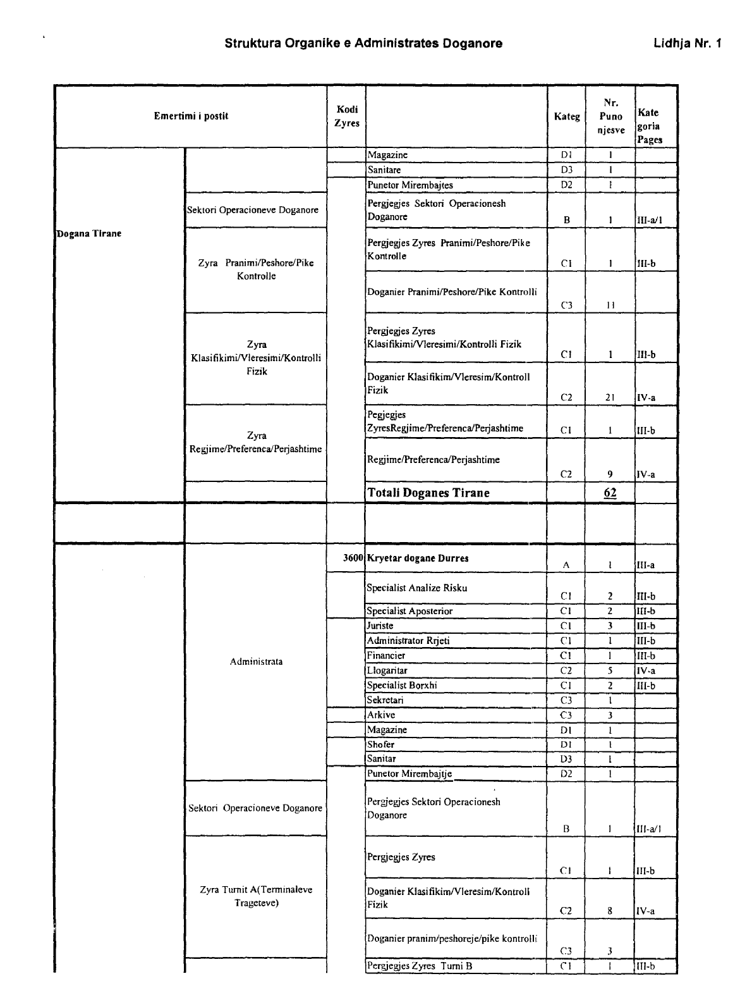 Struktura Organike e Administrates Doganore Lidhja Nr. 1
Emertimi i postit
Kodi
Zyres
Kateg
Nr.
Puno
njesve
Kate
goria
Pages
Magazine D1 1
Sanitare D3 1
Punetor Mirembajtes D2 1
Dogana Tirane
Sektori Operacioneve Doganore
Pergjegjes Sektori Operacionesh
Doganore B 1 III-a/1
Zyra Pranimi/Peshore/Pike
Kontrolle
Pergjegjes Zyres Pranimi/Peshore/Pike
Kontrolle C1 1 III-b
Doganier Pranimi/Peshore/Pike Kontrolli
C3 11
Zyra
Klasifikimi/Vleresimi/Kontrolli
Fizik
Pergjegjes Zyres
Klasifikimi/Vleresimi/Kontrolli Fizik
C1 1 III-b
Doganier Klasifikim/Vleresim/Kontroll
Fizik
C2 21 IV-a
Zyra
Regjime/Preferenca/Perjashtime
Pegjegjes
ZyresRegjime/Preferenca/Perjashtime C1 1 III-b
Regjime/Preferenca/Perjashtime
C2 9 IV-a
Totali Doganes Tirane 62
Administrata
3600 Kryetar dogane Durres A 1 III-a
Specialist Analize Risku C1 2 III-b
Specialist Aposterior C1 2 III-b
Juriste C1 3 III-b
Administrator Rrjeti C1 1 III-b
Financier C1 1 III-b
Llogaritar C2 5 IV-a
Specialist Borxhi C1 2 III-b
Sekretari C3 1
Arkive C3 3
Magazine D1 1
Shofer D1 1
Sanitar D3 1
Punetor Mirembajtje D2 1
Sektori Operacioneve Doganore
Pergjegjes Sektori Operacionesh
Doganore
B 1 III-a/1
Zyra Turnit A(Terminaleve
Trageteve)
Pergjegjes Zyres
C1 1 III-b
Doganier Klasifikim/Vleresim/Kontroll
Fizik
C2 8 IV-a
Doganier pranim/peshoreje/pike kontrolli
C3 3
Pergjegjes Zyres Turni B C1 1 III-b